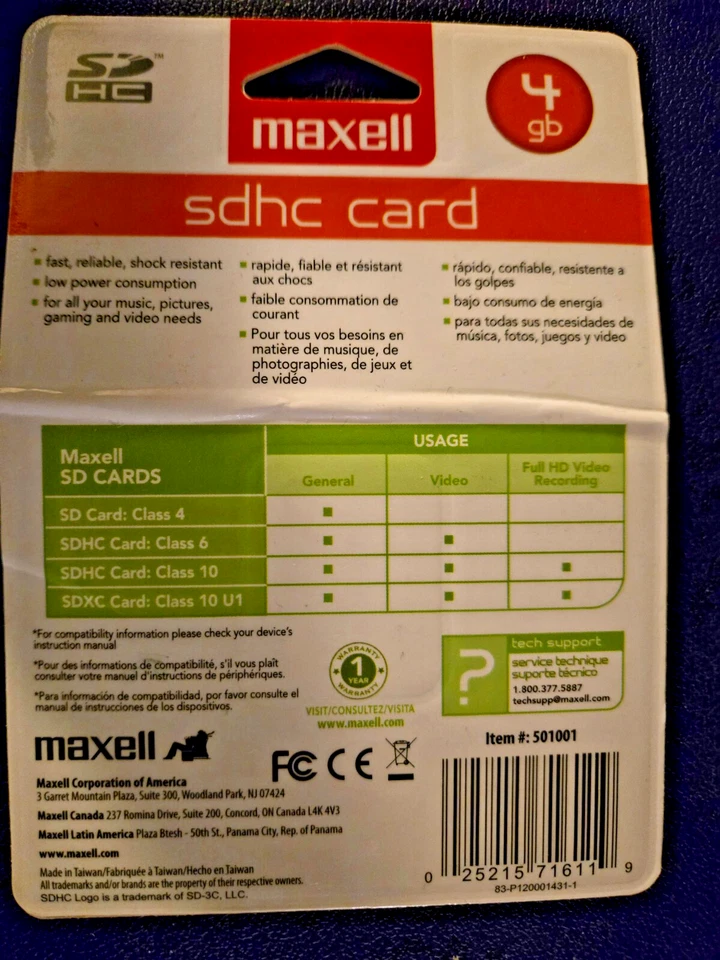 SD HC™
maxell
4 gb
sdhc card
fast, reliable, shock resistant
low power consumption
for all your music, pictures,
gaming and video needs
rapide, fiable et résistant
aux chocs
faible consommation de
courant
Pour tous vos besoins en
matière de musique, de
photographies, de jeux et
de vidéo
rápido, confiable, resistente a
los golpes
bajo consumo de energía
para todas sus necesidades de
música, fotos, juegos y video
Maxell
SD CARDS
USAGE
General
Video
Full HD Video
Recording
SD Card: Class 4
SDHC Card: Class 6
SDHC Card: Class 10
SDXC Card: Class 10 U1
*For compatibility information please check your device's
instruction manual
*Pour des informations de compatibilité, s'il vous plaît
consulter votre manuel d'instructions de périphériques.
*Para información de compatibilidad, por favor consulte el
manual de instrucciones de los dispositivos.
WARRANTY
1
YEAR
WARRANTY
VISIT/CONSULTEZ/VISITA
www.maxell.com
?
tech support
service technique
suporte técnico
1.800.377.5887
techsupp@maxell.com
maxell
FC CE
Item #: 501001
Maxell Corporation of America
3 Garret Mountain Plaza, Suite 300, Woodland Park, NJ 07424
Maxell Canada 237 Romina Drive, Suite 200, Concord, ON Canada L4K 4V3
Maxell Latin America Plaza Btesh - 50th St., Panama City, Rep. of Panama
www.maxell.com
Made in Taiwan/Fabriquée à Taiwan/Hecho en Taiwan
All trademarks and/or brands are the property of their respective owners.
SDHC Logo is a trademark of SD-3C, LLC.
0 25215 71611 9
83-P120001431-1